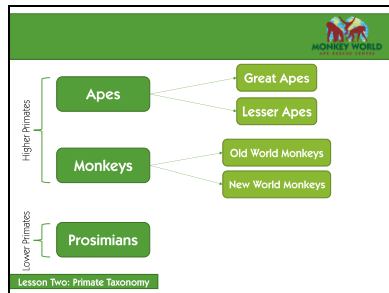 MONKEY WORLD
APE RESCUE CENTRE
Great Apes
Apes
Lesser Apes
Higher Primates
Old World Monkeys
Monkeys
New World Monkeys
Lower Primates
Prosimians
Lesson Two: Primate Taxonomy